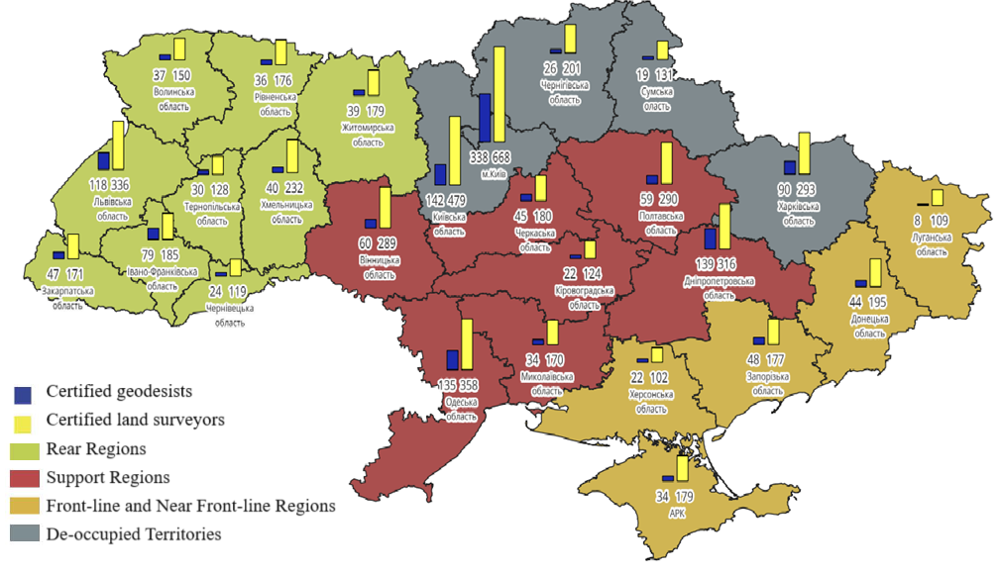 37 150
Волинська
область
36 176
Рівненська
область
39 179
Житомирська
область
26 201
Чернігівська
область
19 131
Сумська
оласть
338 668
м.Київ
142 479
Київська
область
118 336
Львівська
область
30 128
Тернопільська
область
40 232
Хмельницька
область
79 185
Івано-Франківська
область
47 171
Закарпатська
область
24 119
Чернівецька
область
60 289
Вінницька
область
45 180
Черкаська
область
59 290
Полтавська
область
90 293
Харківська
область
8 109
Луганська
область
22 124
Кіровоградська
область
139 316
Дніпропетровська
область
44 195
Донецька
область
135 358
Одеська
область
34 170
Миколаївська
область
22 102
Херсонська
область
48 177
Запорізька
область
34 179
АРК
Certified geodesists
Certified land surveyors
Rear Regions
Support Regions
Front-line and Near Front-line Regions
De-occupied Territories